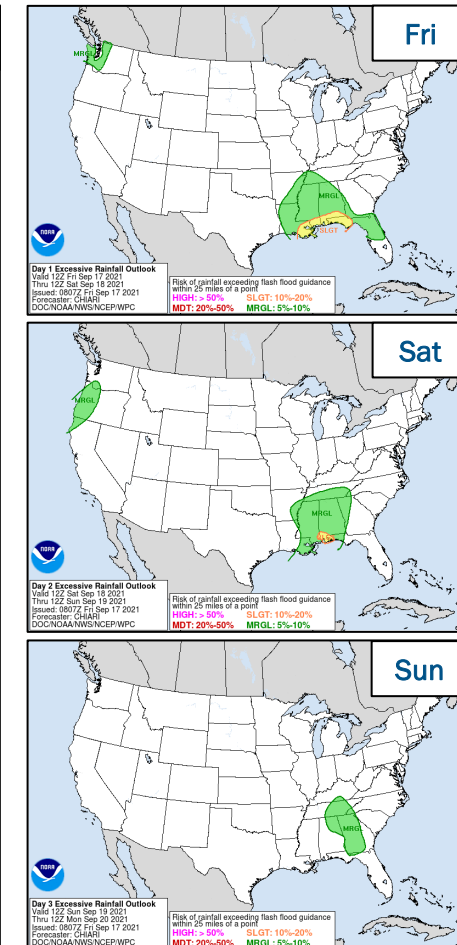 Fri
MRGL
MRGL
SLGT
NOAA
Day 1 Excessive Rainfall Outlook
Valid 12Z Fri Sep 17 2021
Thru 12Z Sat Sep 18 2021
Issued: 0807Z Fri Sep 17 2021
Forecaster: CHIARI
DOC/NOAA/NWS/NCEP/WPC
Risk of rainfall exceeding flash flood guidance
within 25 miles of a point
HIGH: > 50% SLGT: 10%-20%
MDT: 20%-50% MRGL: 5%-10%
Sat
MRGL
MRGL
NOAA
Day 2 Excessive Rainfall Outlook
Valid 12Z Sat Sep 18 2021
Thru 12Z Sun Sep 19 2021
Issued: 0807Z Fri Sep 17 2021
Forecaster: CHIARI
DOC/NOAA/NWS/NCEP/WPC
Risk of rainfall exceeding flash flood guidance
within 25 miles of a point
HIGH: > 50% SLGT: 10%-20%
MDT: 20%-50% MRGL: 5%-10%
Sun
MRGL
NOAA
Day 3 Excessive Rainfall Outlook
Valid 12Z Sun Sep 19 2021
Thru 12Z Mon Sep 20 2021
Issued: 0807Z Fri Sep 17 2021
Forecaster: CHIARI
DOC/NOAA/NWS/NCEP/WPC
Risk of rainfall exceeding flash flood guidance
within 25 miles of a point
HIGH: > 50% SLGT: 10%-20%
MDT: 20%-50% MRGL: 5%-10%